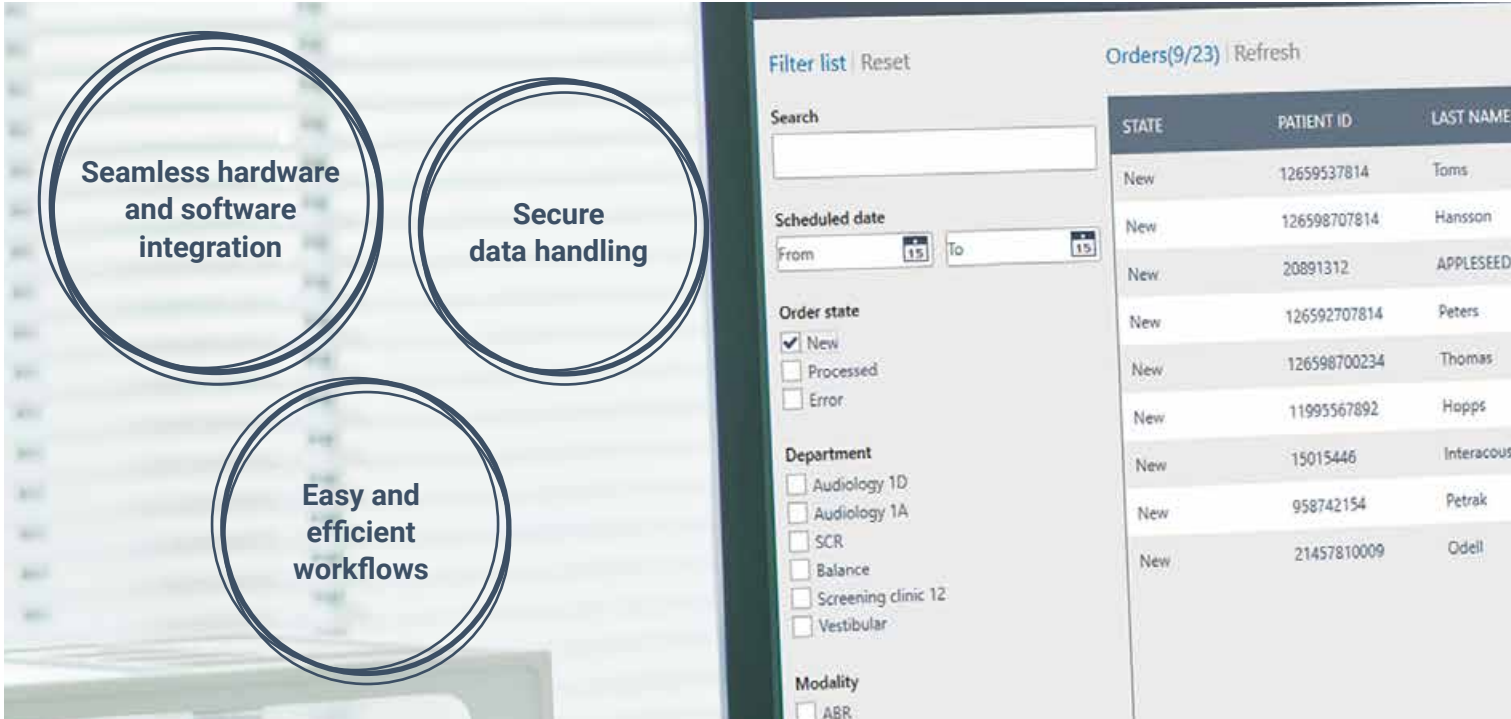 Seamless hardware
and software
integration
Secure
data handling
Easy and
efficient
workflows
Filter list | Reset
Search
Scheduled date
From 15 To 15
Order state
New
Processed
Error
Department
Audiology 1D
Audiology 1A
SCR
Balance
Screening clinic 12
Vestibular
Modality
ABR
Orders(9/23) | Refresh
STATE PATIENT ID LAST NAME
New 12659537814 Toms
New 126598707814 Hansson
New 20891312 APPLESEED
New 126592707814 Peters
New 126598700234 Thomas
New 11995567892 Hopps
New 15015446 Interacous
New 958742154 Petrak
New 21457810009 Odell